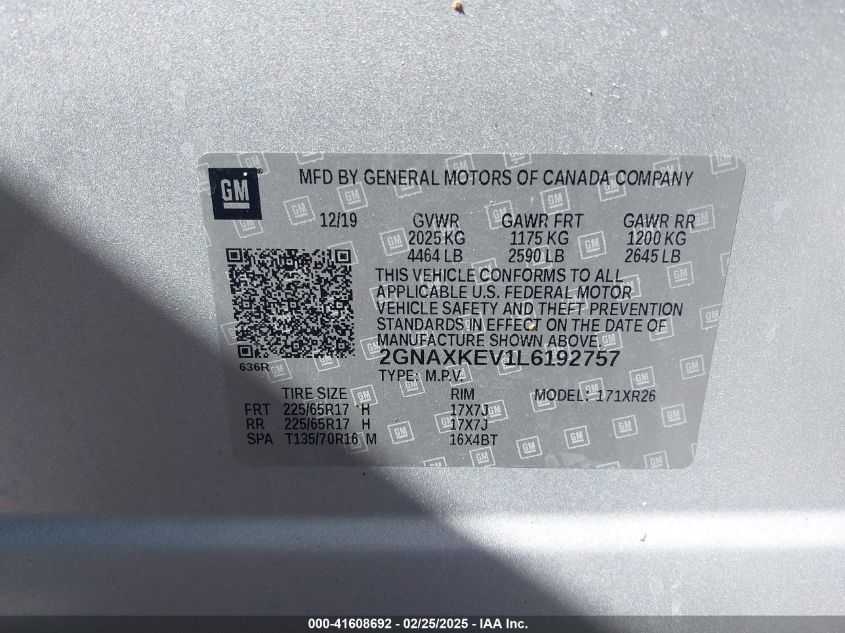 GM MFD BY GENERAL MOTORS OF CANADA COMPANY
12/19 GVWR GAWR FRT GAWR RR
2025 KG 1175 KG 1200 KG
4464 LB 2590 LB 2645 LB
THIS VEHICLE CONFORMS TO ALL
APPLICABLE U.S. FEDERAL MOTOR
VEHICLE SAFETY AND THEFT PREVENTION
STANDARDS IN EFFECT ON THE DATE OF
MANUFACTURE SHOWN ABOVE.
636R 2GNAXKEV1L6192757
TYPE: M.P.V.
TIRE SIZE RIM MODEL: 171XR26
FRT 225/65R17 H 17X7J
RR 225/65R17 H 17X7J
SPA T135/70R16 M 16X4BT
000-41608692 - 02/25/2025 - IAA Inc.